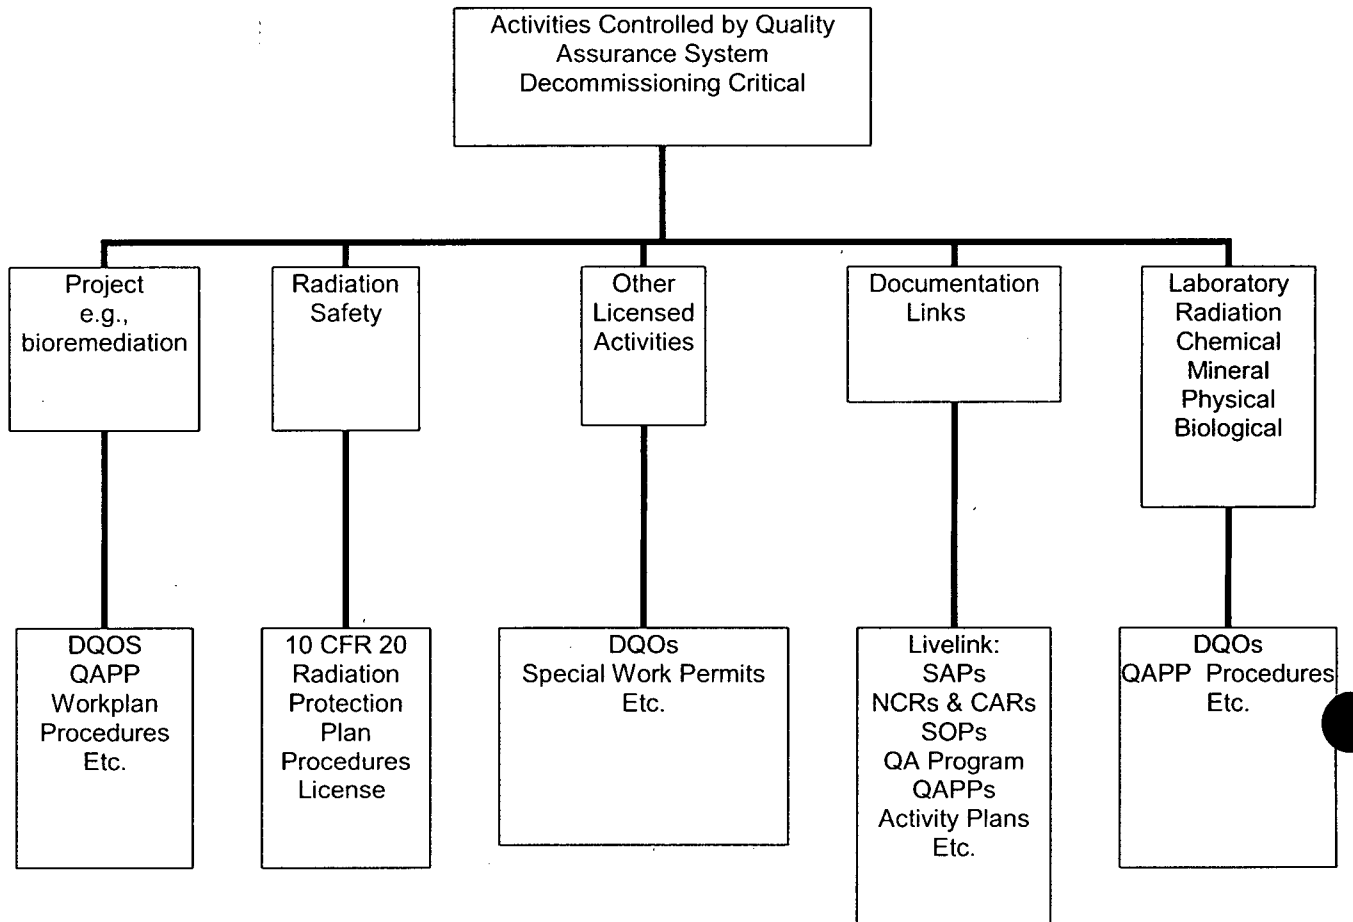 Activities Controlled by Quality
Assurance System
Decommissioning Critical
Project
e.g.,
bioremediation
Radiation
Safety
Other
Licensed
Activities
Documentation
Links
Laboratory
Radiation
Chemical
Mineral
Physical
Biological
DQOS
QAPP
Workplan
Procedures
Etc.
10 CFR 20
Radiation
Protection
Plan
Procedures
License
DQOs
Special Work Permits
Etc.
Livelink:
SAPs
NCRs & CARs
SOPs
QA Program
QAPPs
Activity Plans
Etc.
DQOs
QAPP Procedures
Etc.